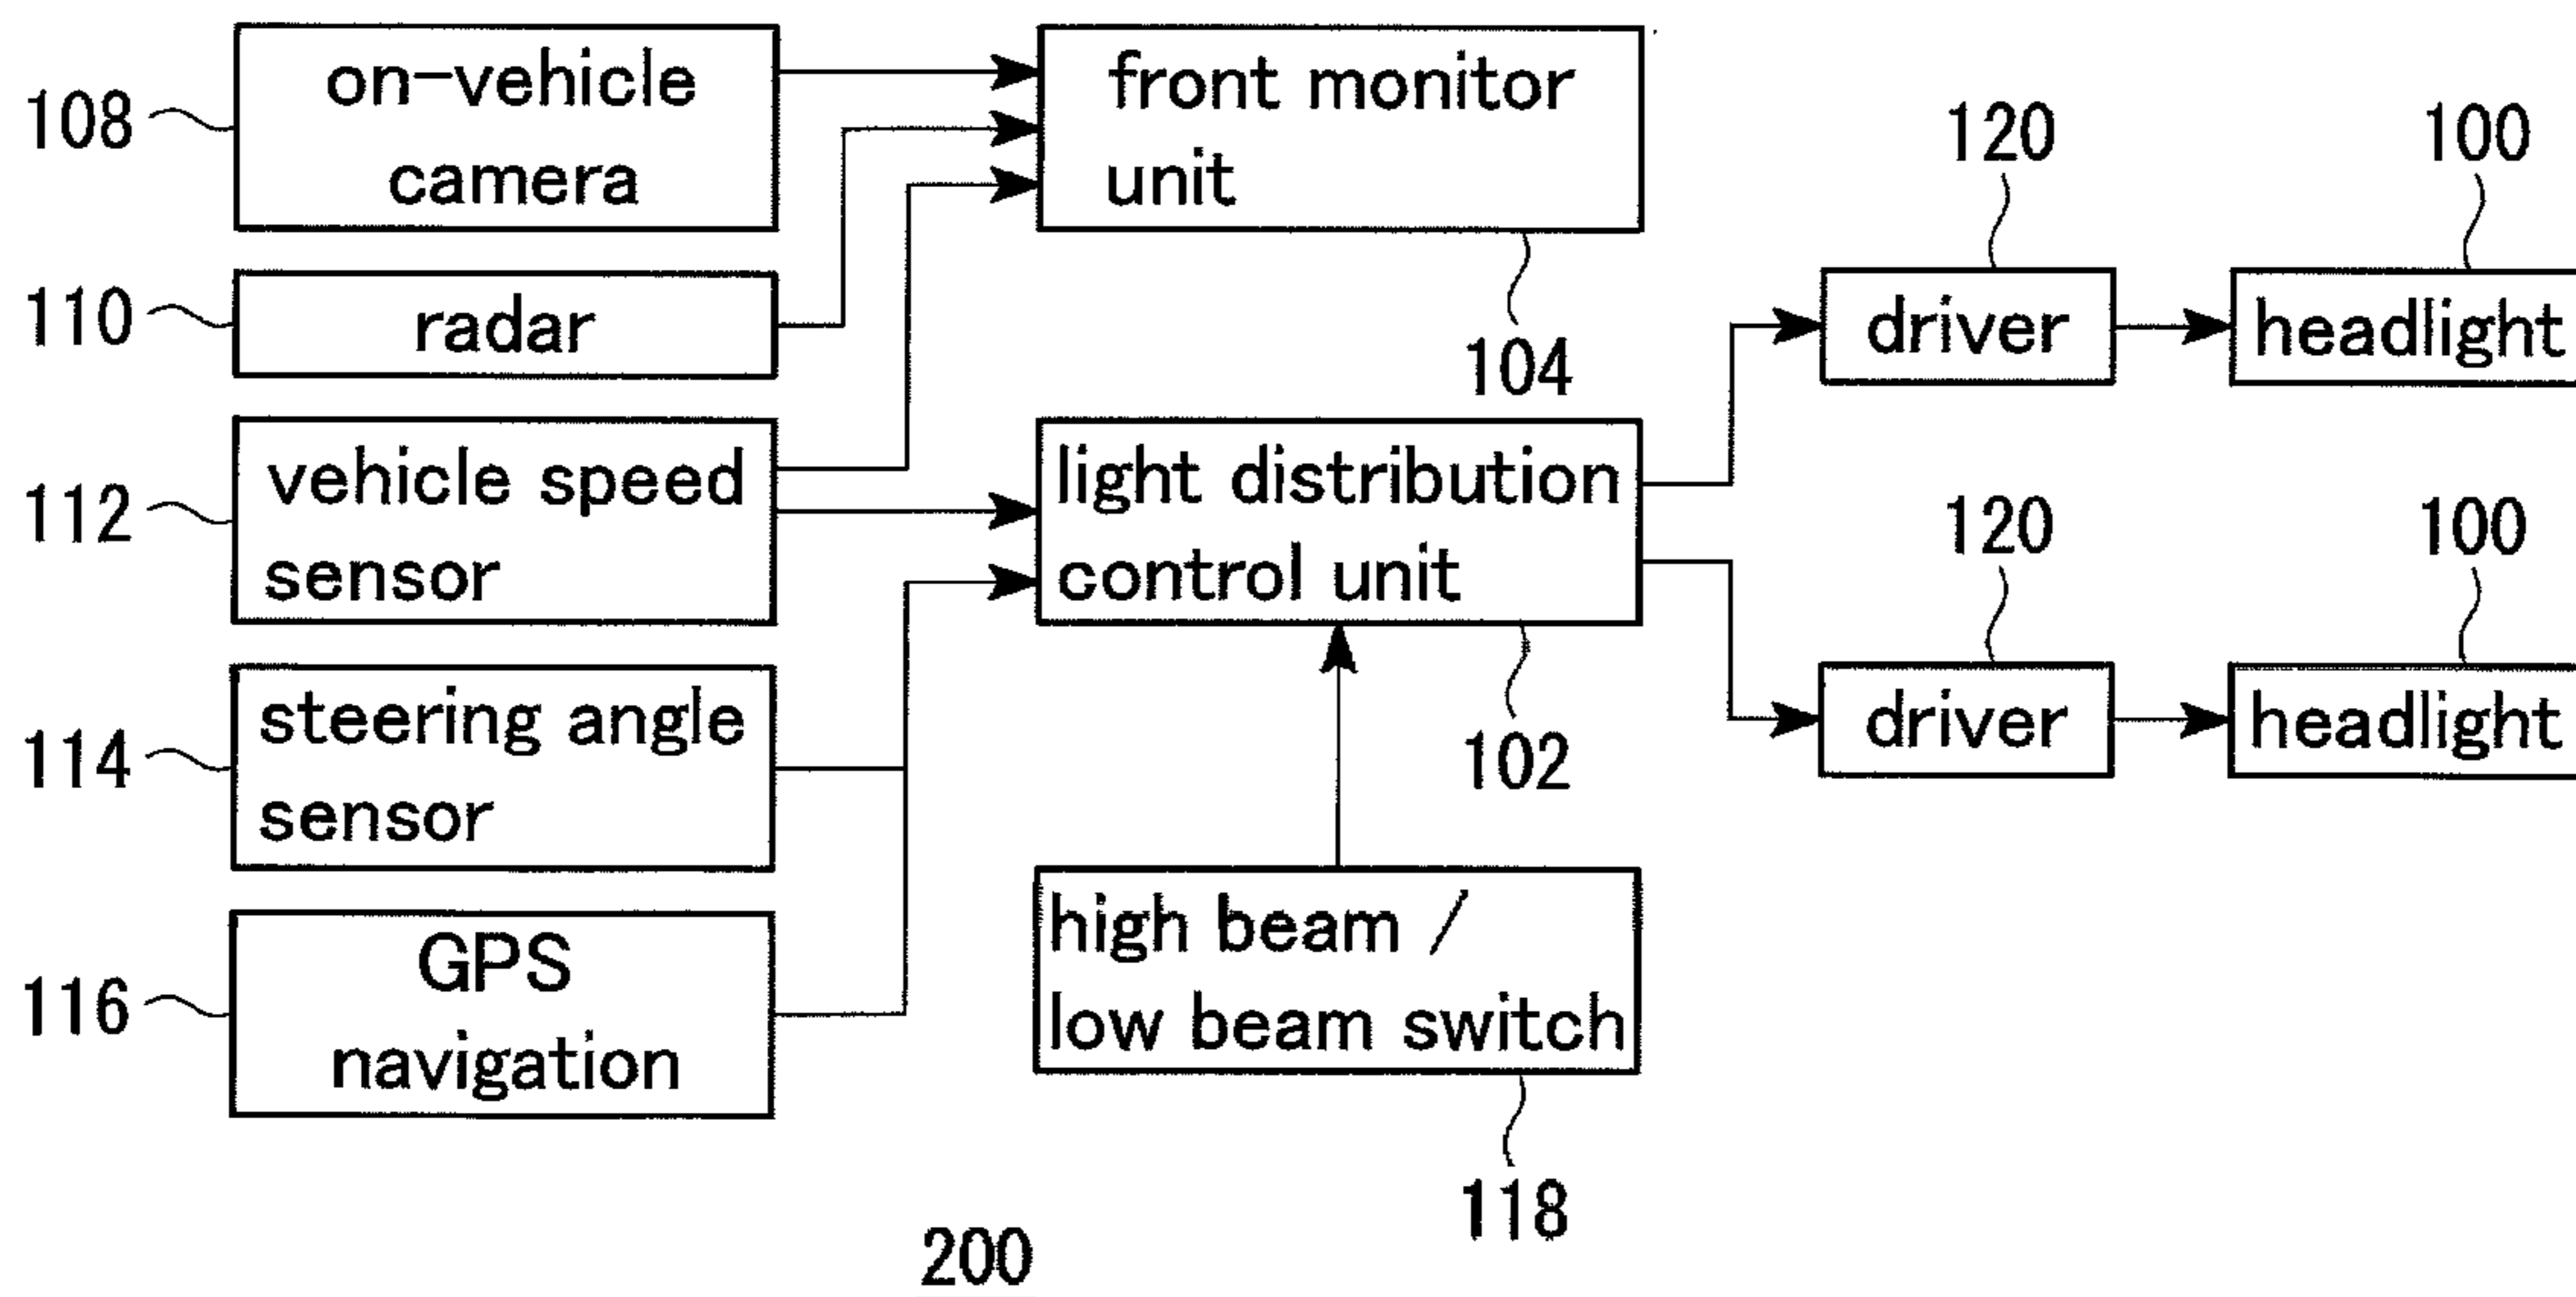 108
on-vehicle
camera
front monitor
unit
104
110
radar
120
driver
100
headlight
112
vehicle speed
sensor
light distribution
control unit
102
120
driver
100
headlight
114
steering angle
sensor
116
GPS
navigation
high beam /
low beam switch
118
200